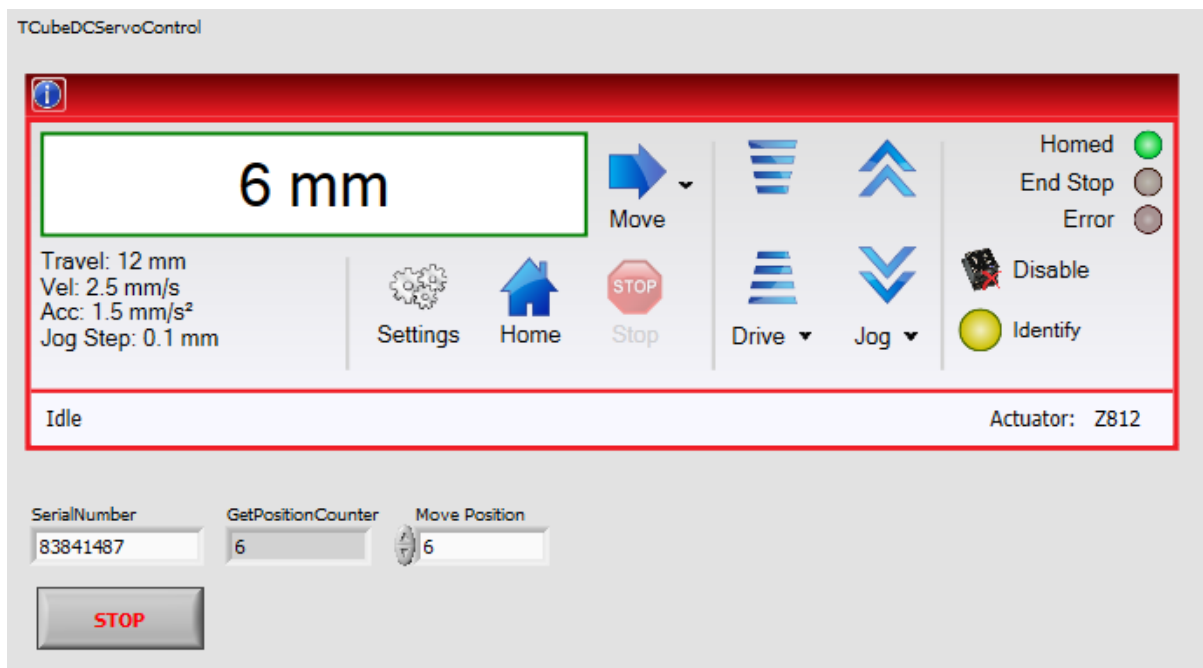 TCubeDCServoControl
6 mm
Move
Homed
End Stop
Error
Travel: 12 mm
Vel: 2.5 mm/s
Acc: 1.5 mm/s²
Jog Step: 0.1 mm
Settings
Home
STOP
Stop
Drive
Jog
Disable
Identify
Idle
Actuator: Z812
SerialNumber
GetPositionCounter
Move Position
83841487
6
6
STOP